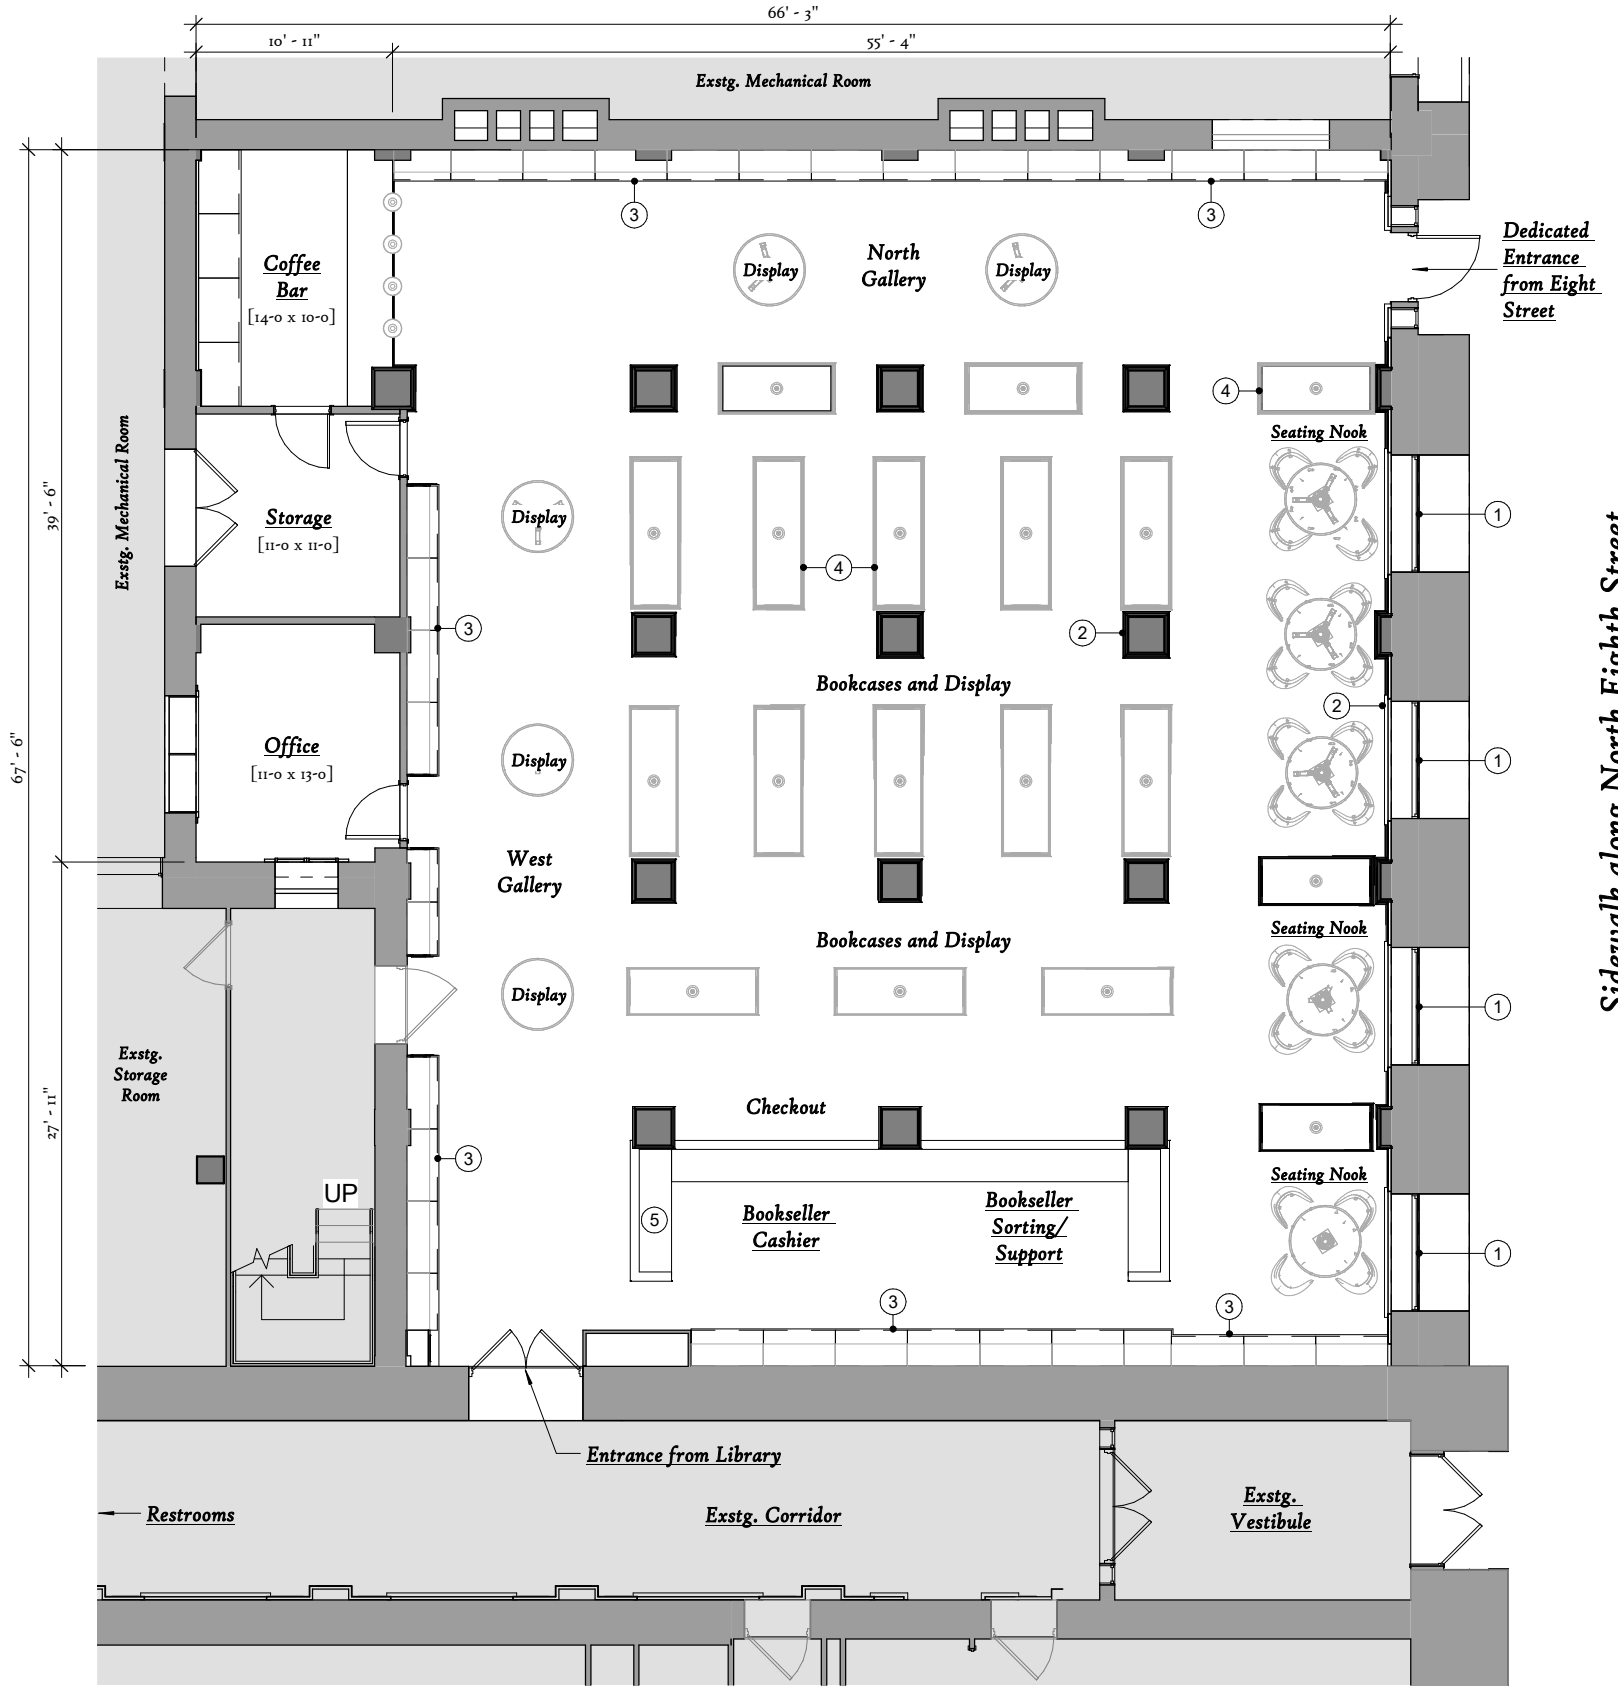 66' - 3"
10' - 11"
55' - 4"
Exstg. Mechanical Room
3
3
Dedicated
Entrance
from Eight
Street
North
Gallery
Display
Display
Coffee
Bar
[14-0 x 10-0]
4
Seating Nook
Exstg. Mechanical Room
39' - 6"
67' - 6"
Storage
[11-0 x 11-0]
Display
1
4
3
2
Bookcases and Display
2
Sidewalk along North Eighth Street
Office
[11-0 x 13-0]
Display
1
West
Gallery
Seating Nook
Bookcases and Display
Display
1
Exstg.
Storage
Room
27' - 11"
Checkout
3
Seating Nook
UP
5
Bookseller
Cashier
Bookseller
Sorting/
Support
1
3
3
Entrance from Library
Restrooms
Exstg. Corridor
Exstg.
Vestibule